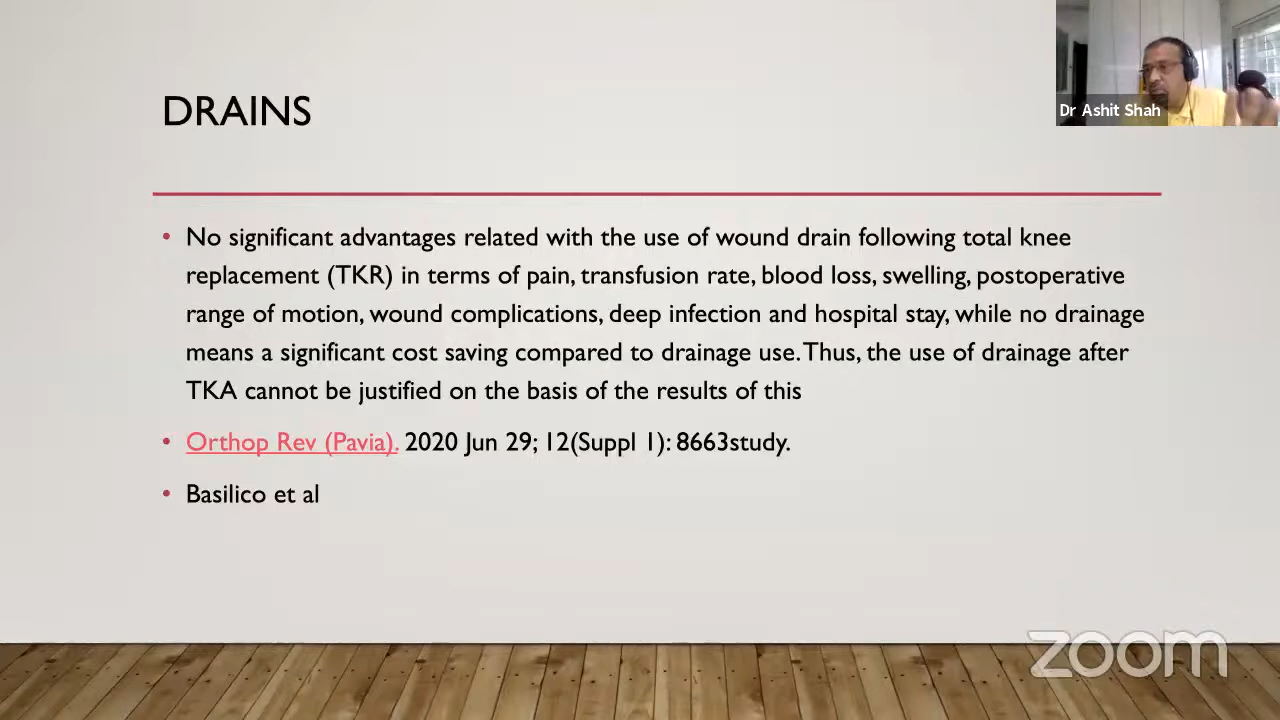 DRAINS
Dr Ashit Shah
• No significant advantages related with the use of wound drain following total knee
replacement (TKR) in terms of pain, transfusion rate, blood loss, swelling, postoperative
range of motion, wound complications, deep infection and hospital stay, while no drainage
means a significant cost saving compared to drainage use. Thus, the use of drainage after
TKA cannot be justified on the basis of the results of this
• Orthop Rev (Pavia). 2020 Jun 29; 12(Suppl 1): 8663study.
• Basilico et al
zoom